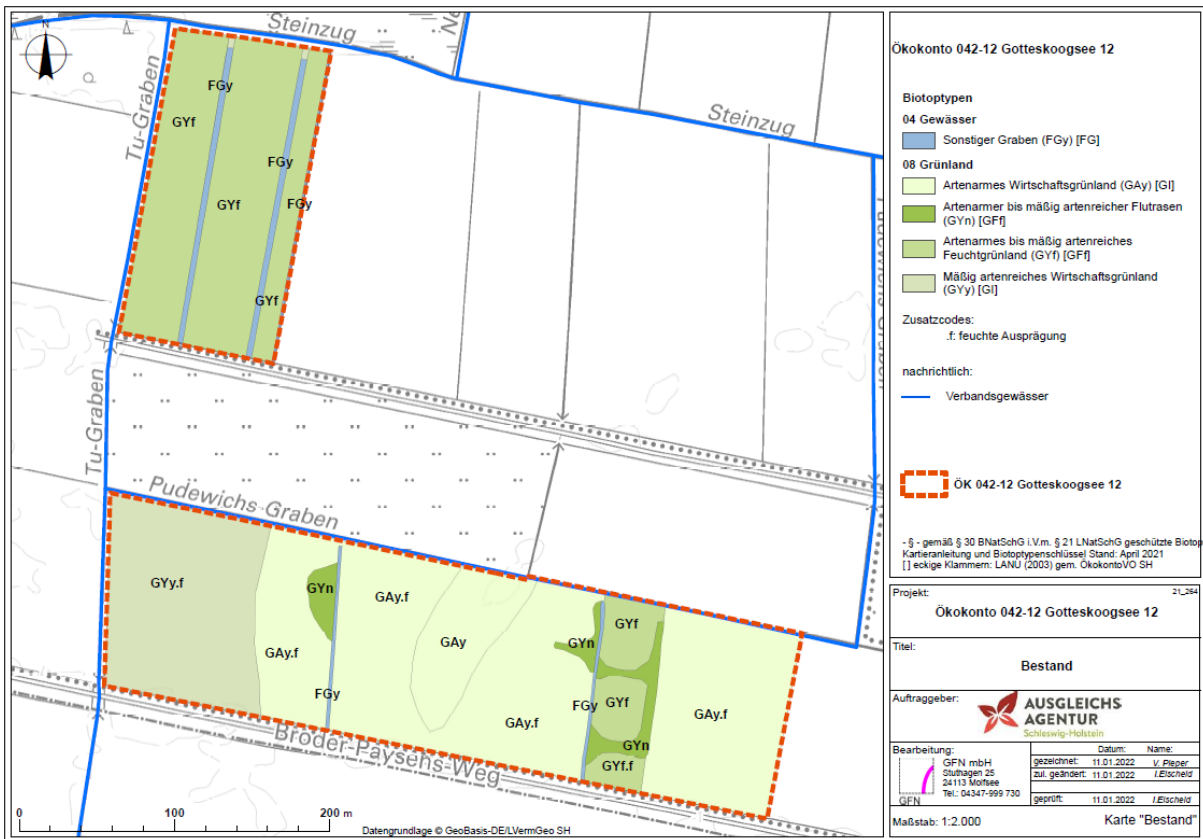 N
Steinzug
Tu-Graben
FGy
GYf
FGy
GYf
FGy
GYf
Steinzug
Tu-Graben
Pudewichs-Graben
GYy.f
GYn
GAy.f
GAy
GYn
GYf
GAy.f
FGy
FGy
GYf
GAy.f
GAy.f
GYn
GYf.f
Broder-Paysens-Weg
0 100 200 m
Datengrundlage © GeoBasis-DE/LVermGeo SH
Ökokonto 042-12 Gotteskoogsee 12
Biotoptypen
04 Gewässer
Sonstiger Graben (FGy) [FG]
08 Grünland
Artenarmes Wirtschaftsgrünland (GAy) [GI]
Artenarmer bis mäßig artenreicher Flutrasen
(GYn) [GFf]
Artenarmes bis mäßig artenreiches
Feuchtgrünland (GYf) [GFf]
Mäßig artenreiches Wirtschaftsgrünland
(GYy) [GI]
Zusatzcodes:
.f: feuchte Ausprägung
nachrichtlich:
Verbandsgewässer
ÖK 042-12 Gotteskoogsee 12
- § - gemäß § 30 BNatSchG i.V.m. § 21 LNatSchG geschützte Biotop
Kartieranleitung und Biotoptypenschlüssel Stand: April 2021
[ ] eckige Klammern: LANU (2003) gem. ÖkokontoVO SH
Projekt: 21_264
Ökokonto 042-12 Gotteskoogsee 12
Titel:
Bestand
Auftraggeber:
AUSGLEICHS
AGENTUR
Schleswig-Holstein
Bearbeitung:
GFN mbH
Stuthagen 25
24113 Molfsee
Tel.: 04347-999 730
GFN
Datum: Name:
gezeichnet: 11.01.2022 V. Pieper
zul. geändert: 11.01.2022 I.Elscheid
geprüft: 11.01.2022 I.Elscheid
Maßstab: 1:2.000 Karte "Bestand"